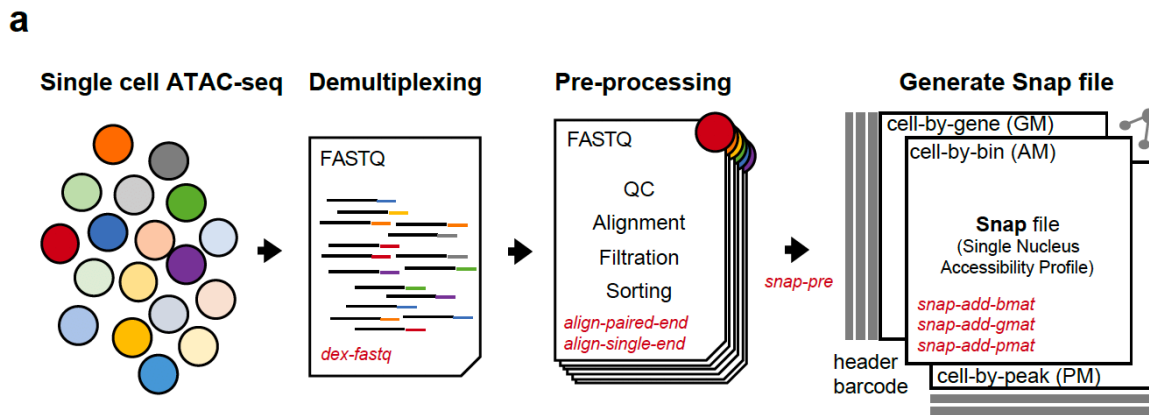 a
Single cell ATAC-seq
Demultiplexing
Pre-processing
Generate Snap file
FASTQ
dex-fastq
FASTQ
QC
Alignment
Filtration
Sorting
align-paired-end
align-single-end
snap-pre
cell-by-gene (GM)
cell-by-bin (AM)
Snap file
(Single Nucleus
Accessibility Profile)
snap-add-bmat
snap-add-gmat
snap-add-pmat
header
barcode
cell-by-peak (PM)